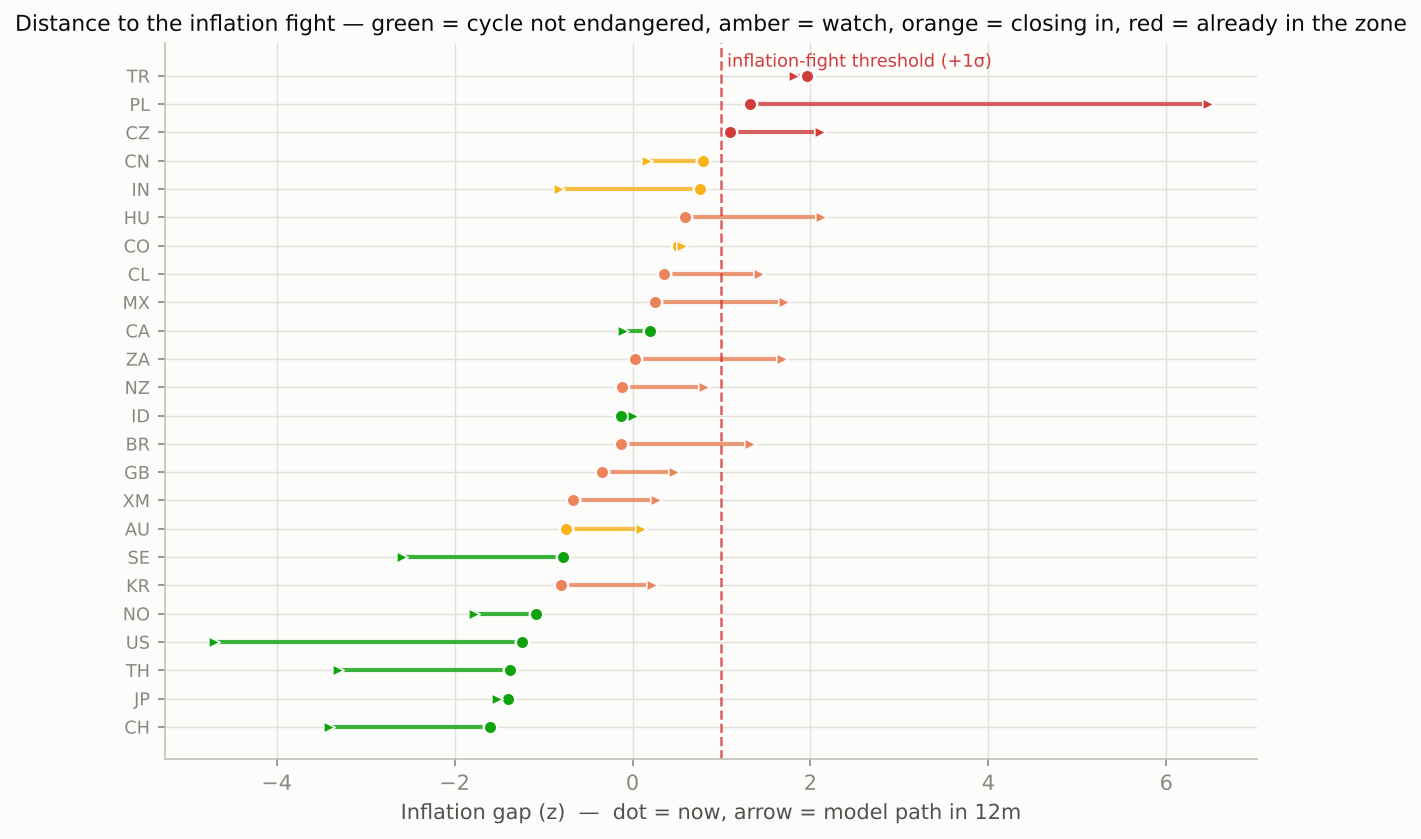 Distance to the inflation fight — green = cycle not endangered, amber = watch, orange = closing in, red = already in the zone
inflation-fight threshold (+1σ)
TR
PL
CZ
CN
IN
HU
CO
CL
MX
CA
ZA
NZ
ID
BR
GB
XM
AU
SE
KR
NO
US
TH
JP
CH
−4 −2 0 2 4 6
Inflation gap (z) — dot = now, arrow = model path in 12m